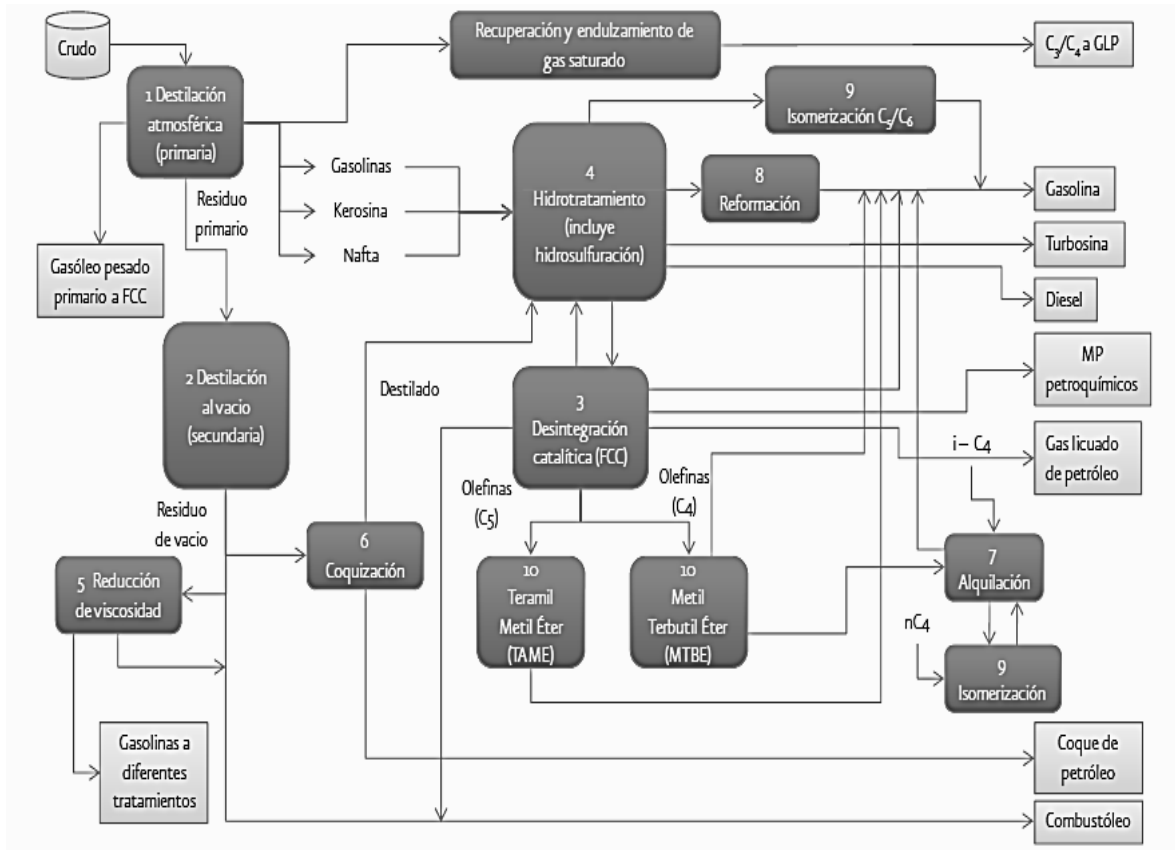 Crudo
Recuperación y endulzamiento de
gas saturado
C₃/C₄ a GLP
1 Destilación
atmosférica
(primaria)
9
Isomerización C₅/C₆
Gasolinas
Kerosina
Nafta
4
Hidrotratamiento
(incluye
hidrosulfuración)
8
Reformación
Gasolina
Turbosina
Diesel
Residuo
primario
Gasóleo pesado
primario a FCC
2 Destilación
al vacio
(secundaria)
Destilado
3
Desintegración
catalítica (FCC)
MP
petroquímicos
Gas licuado
de petróleo
i – C4
Olefinas
(C5)
Olefinas
(C4)
Residuo
de vacio
6
Coquización
5 Reducción
de viscosidad
10
Teramil
Metil Éter
(TAME)
10
Metil
Terbutil Éter
(MTBE)
7
Alquilación
nC4
9
Isomerización
Gasolinas a
diferentes
tratamientos
Coque de
petróleo
Combustóleo